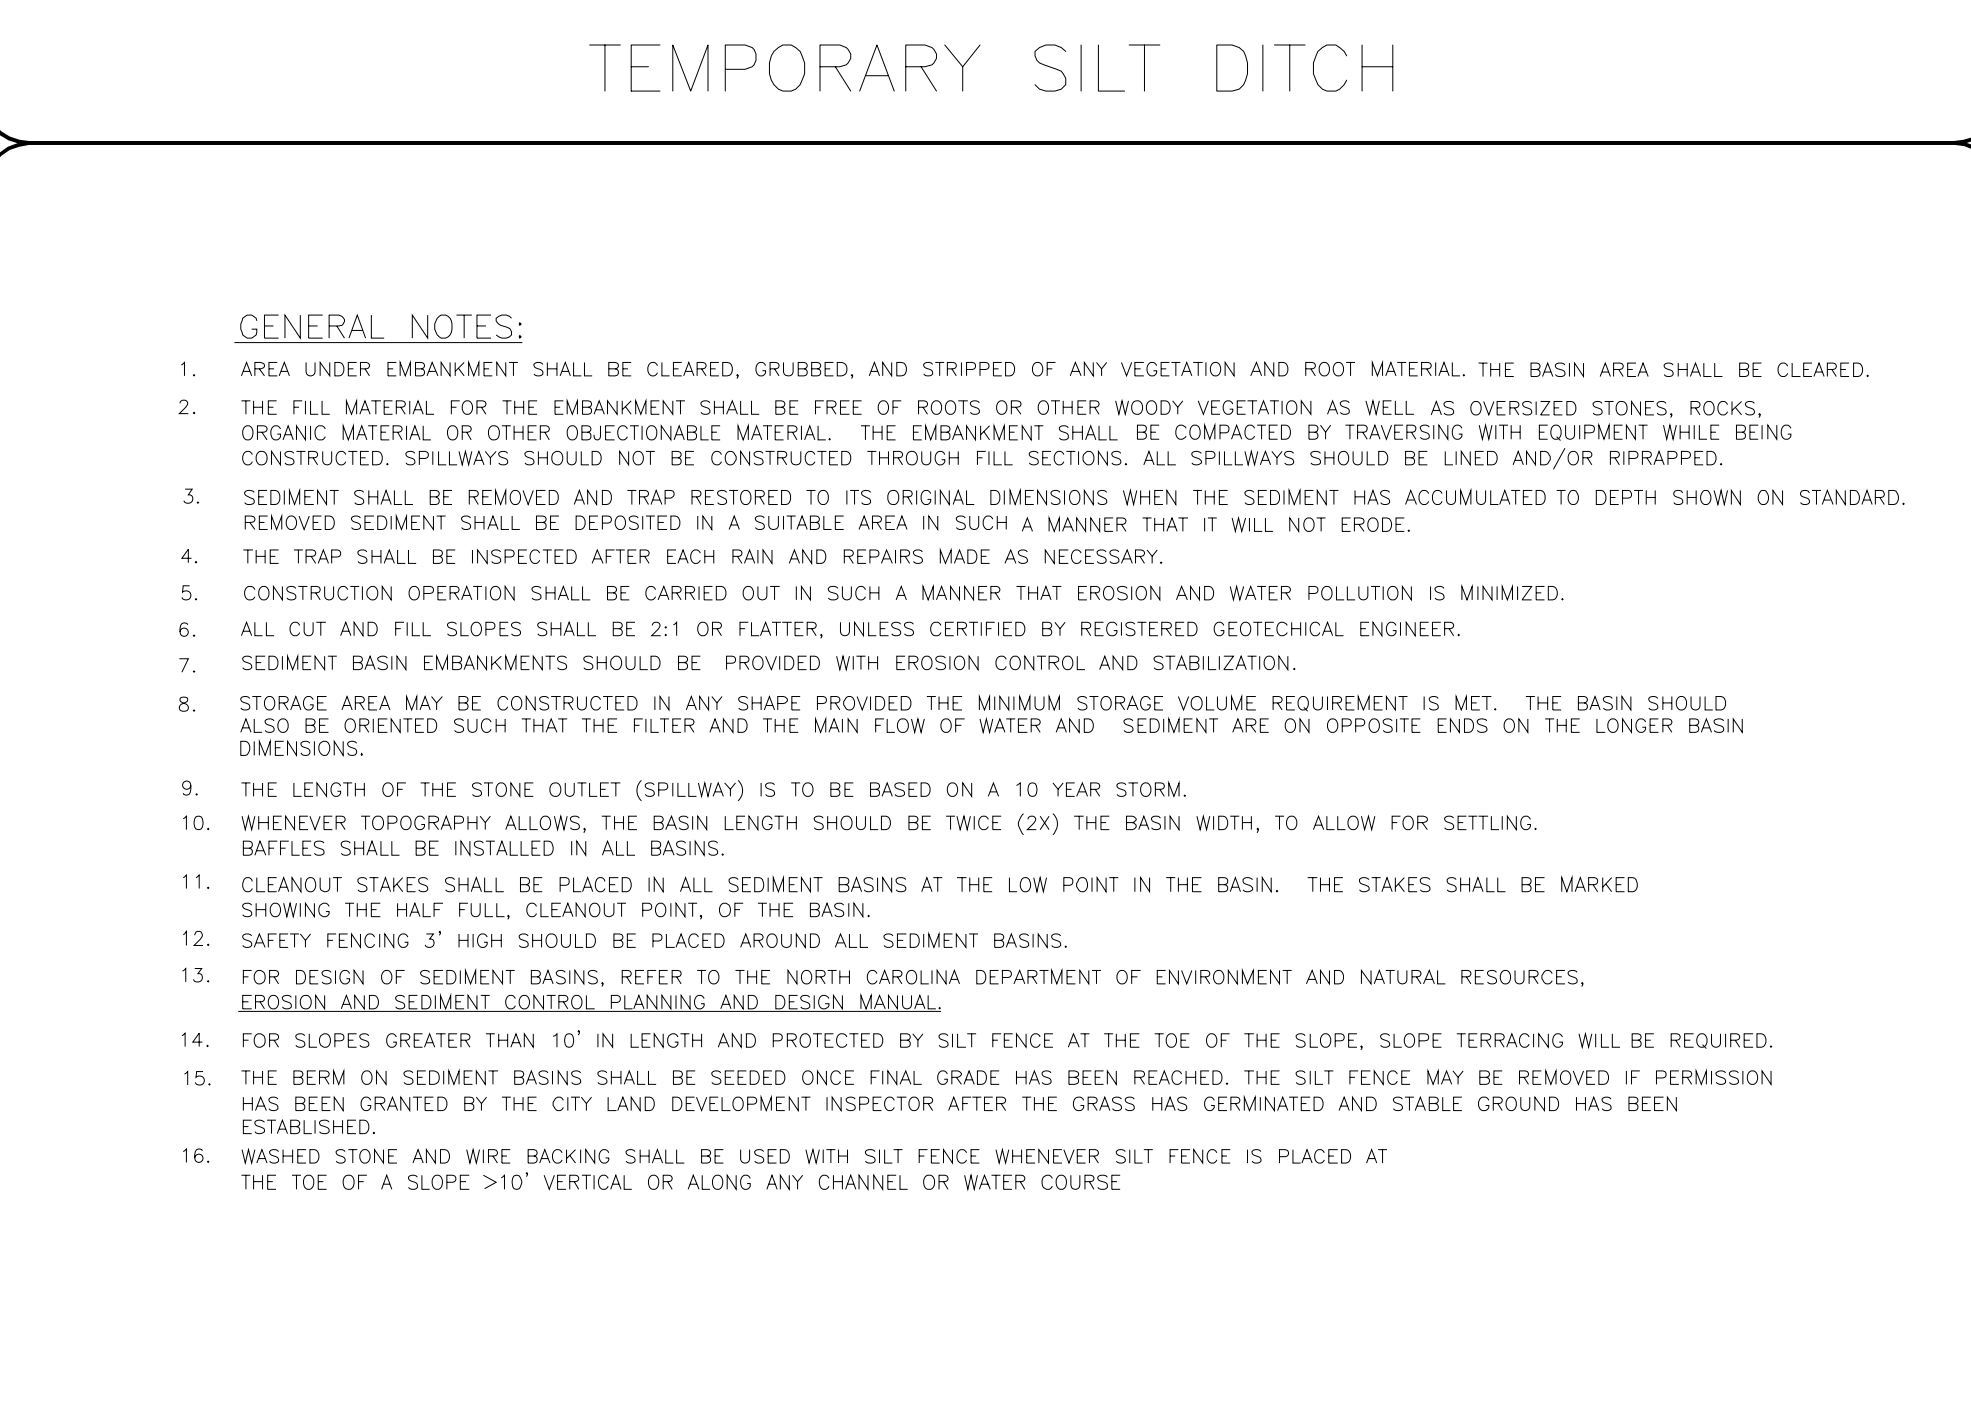 TEMPORARY SILT DITCH
GENERAL NOTES:
1. AREA UNDER EMBANKMENT SHALL BE CLEARED, GRUBBED, AND STRIPPED OF ANY VEGETATION AND ROOT MATERIAL. THE BASIN AREA SHALL BE CLEARED.
2. THE FILL MATERIAL FOR THE EMBANKMENT SHALL BE FREE OF ROOTS OR OTHER WOODY VEGETATION AS WELL AS OVERSIZED STONES, ROCKS,
ORGANIC MATERIAL OR OTHER OBJECTIONABLE MATERIAL. THE EMBANKMENT SHALL BE COMPACTED BY TRAVERSING WITH EQUIPMENT WHILE BEING
CONSTRUCTED. SPILLWAYS SHOULD NOT BE CONSTRUCTED THROUGH FILL SECTIONS. ALL SPILLWAYS SHOULD BE LINED AND/OR RIPRAPPED.
3. SEDIMENT SHALL BE REMOVED AND TRAP RESTORED TO ITS ORIGINAL DIMENSIONS WHEN THE SEDIMENT HAS ACCUMULATED TO DEPTH SHOWN ON STANDARD.
REMOVED SEDIMENT SHALL BE DEPOSITED IN A SUITABLE AREA IN SUCH A MANNER THAT IT WILL NOT ERODE.
4. THE TRAP SHALL BE INSPECTED AFTER EACH RAIN AND REPAIRS MADE AS NECESSARY.
5. CONSTRUCTION OPERATION SHALL BE CARRIED OUT IN SUCH A MANNER THAT EROSION AND WATER POLLUTION IS MINIMIZED.
6. ALL CUT AND FILL SLOPES SHALL BE 2:1 OR FLATTER, UNLESS CERTIFIED BY REGISTERED GEOTECHICAL ENGINEER.
7. SEDIMENT BASIN EMBANKMENTS SHOULD BE PROVIDED WITH EROSION CONTROL AND STABILIZATION.
8. STORAGE AREA MAY BE CONSTRUCTED IN ANY SHAPE PROVIDED THE MINIMUM STORAGE VOLUME REQUIREMENT IS MET. THE BASIN SHOULD
ALSO BE ORIENTED SUCH THAT THE FILTER AND THE MAIN FLOW OF WATER AND SEDIMENT ARE ON OPPOSITE ENDS ON THE LONGER BASIN
DIMENSIONS.
9. THE LENGTH OF THE STONE OUTLET (SPILLWAY) IS TO BE BASED ON A 10 YEAR STORM.
10. WHENEVER TOPOGRAPHY ALLOWS, THE BASIN LENGTH SHOULD BE TWICE (2X) THE BASIN WIDTH, TO ALLOW FOR SETTLING.
BAFFLES SHALL BE INSTALLED IN ALL BASINS.
11. CLEANOUT STAKES SHALL BE PLACED IN ALL SEDIMENT BASINS AT THE LOW POINT IN THE BASIN. THE STAKES SHALL BE MARKED
SHOWING THE HALF FULL, CLEANOUT POINT, OF THE BASIN.
12. SAFETY FENCING 3' HIGH SHOULD BE PLACED AROUND ALL SEDIMENT BASINS.
13. FOR DESIGN OF SEDIMENT BASINS, REFER TO THE NORTH CAROLINA DEPARTMENT OF ENVIRONMENT AND NATURAL RESOURCES,
EROSION AND SEDIMENT CONTROL PLANNING AND DESIGN MANUAL.
14. FOR SLOPES GREATER THAN 10' IN LENGTH AND PROTECTED BY SILT FENCE AT THE TOE OF THE SLOPE, SLOPE TERRACING WILL BE REQUIRED.
15. THE BERM ON SEDIMENT BASINS SHALL BE SEEDED ONCE FINAL GRADE HAS BEEN REACHED. THE SILT FENCE MAY BE REMOVED IF PERMISSION
HAS BEEN GRANTED BY THE CITY LAND DEVELOPMENT INSPECTOR AFTER THE GRASS HAS GERMINATED AND STABLE GROUND HAS BEEN
ESTABLISHED.
16. WASHED STONE AND WIRE BACKING SHALL BE USED WITH SILT FENCE WHENEVER SILT FENCE IS PLACED AT
THE TOE OF A SLOPE >10' VERTICAL OR ALONG ANY CHANNEL OR WATER COURSE